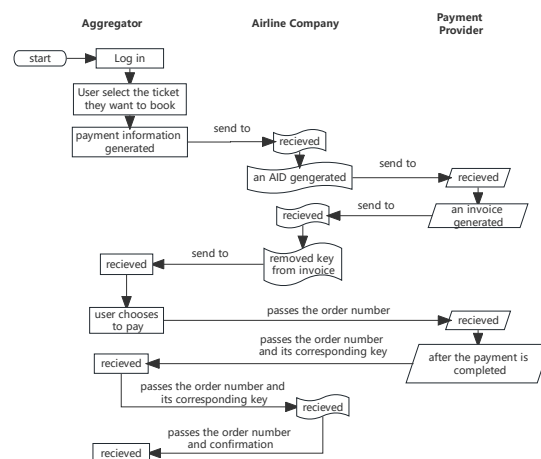 Aggregator
Airline Company
Payment
Provider
start
Log in
User select the ticket
they want to book
payment information
genterated
send to
recieved
an AID gengerated
send to
recieved
an invoice
generated
send to
recieved
removed key
from invoice
send to
recieved
user chooses
to pay
passes the order number
recieved
after the payment is
completed
passes the order number
and its corresponding key
recieved
passes the order number and
its corresponding key
recieved
passes the order number
and confirmation
recieved